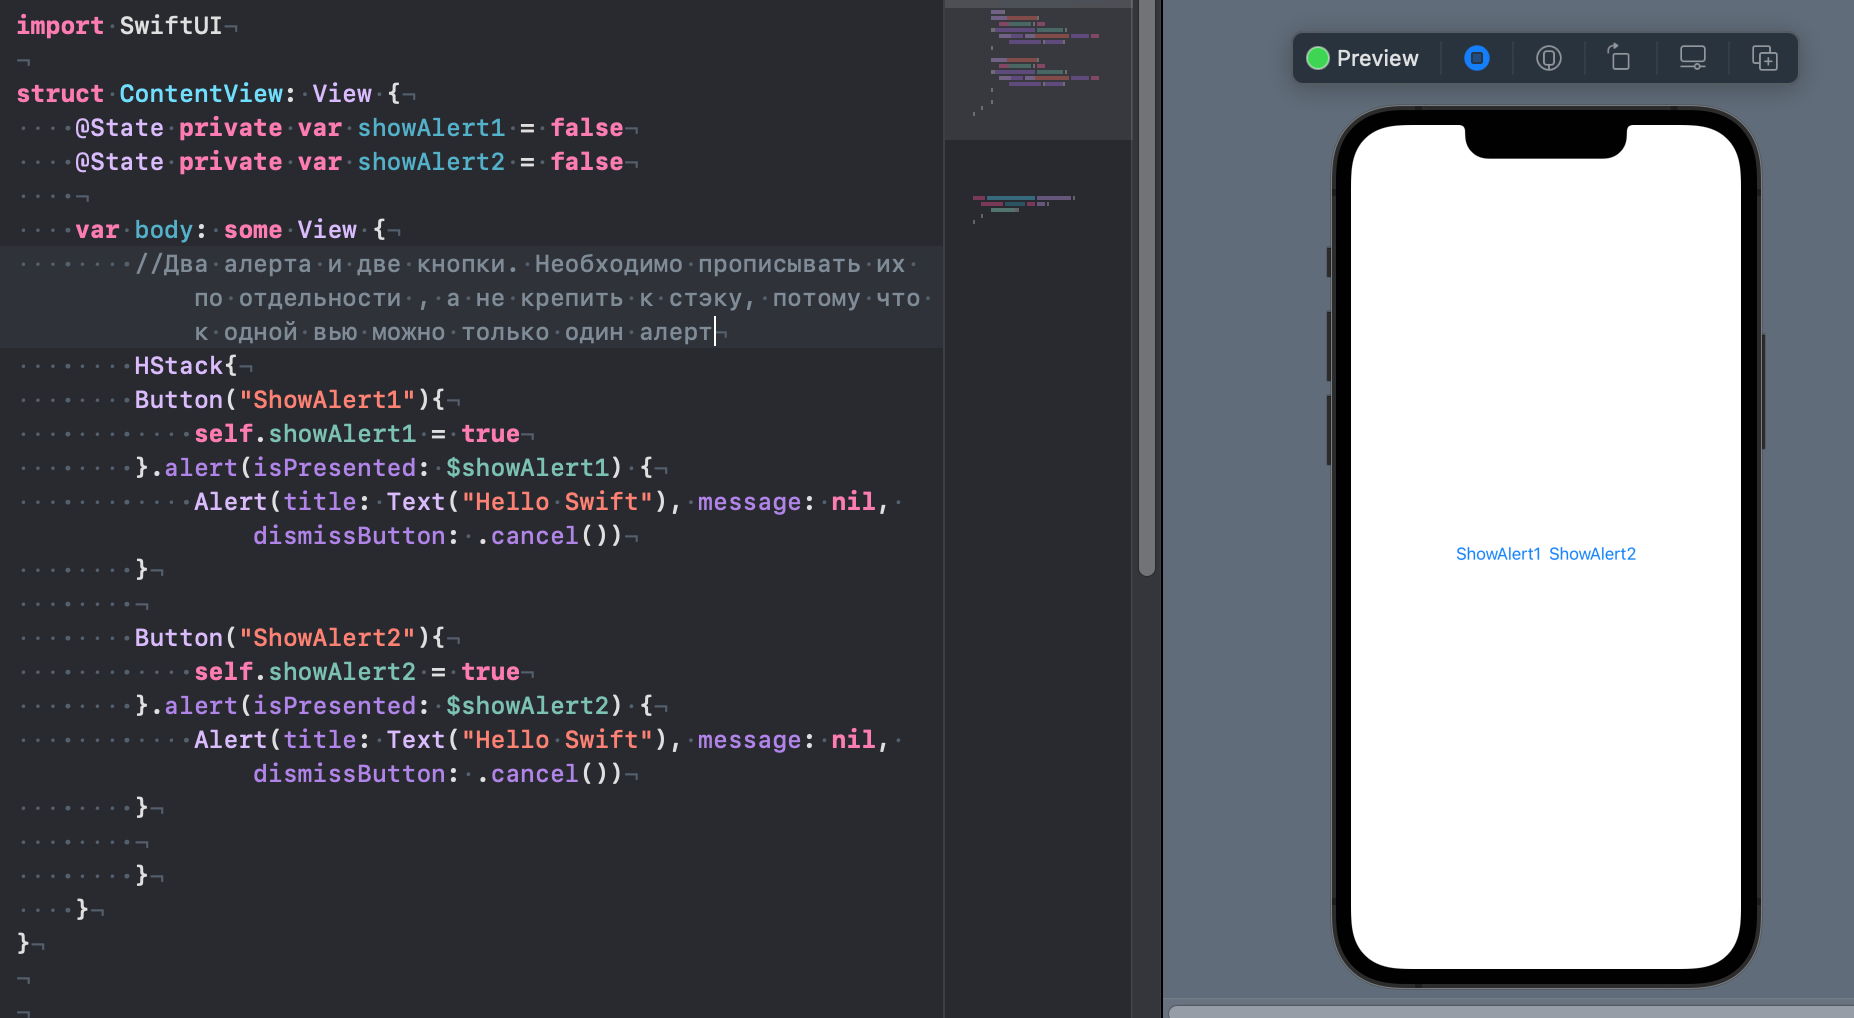 import SwiftUI
struct ContentView: View {
@State private var showAlert1 = false
@State private var showAlert2 = false
var body: some View {
//Два алерта и две кнопки. Необходимо прописывать их
по отдельности , а не крепить к стэку, потому что
к одной вью можно только один алерт
HStack{
Button("ShowAlert1"){
self.showAlert1 = true
}.alert(isPresented: $showAlert1) {
Alert(title: Text("Hello Swift"), message: nil,
dismissButton: .cancel())
}
Button("ShowAlert2"){
self.showAlert2 = true
}.alert(isPresented: $showAlert2) {
Alert(title: Text("Hello Swift"), message: nil,
dismissButton: .cancel())
}
}
}
}
Preview
ShowAlert1 ShowAlert2